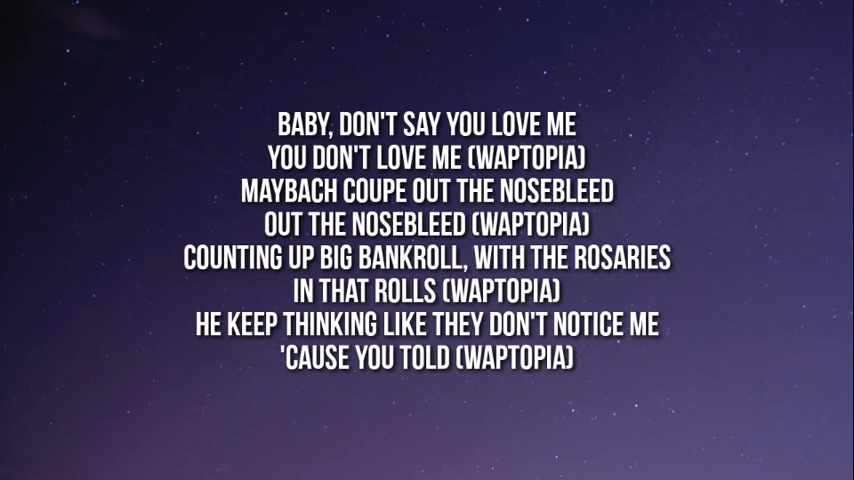 BABY, DON'T SAY YOU LOVE ME
YOU DON'T LOVE ME (WAPTOPIA)
MAYBACH COUPE OUT THE NOSEBLEED
OUT THE NOSEBLEED (WAPTOPIA)
COUNTING UP BIG BANKROLL, WITH THE ROSARIES
IN THAT ROLLS (WAPTOPIA)
HE KEEP THINKING LIKE THEY DON'T NOTICE ME
'CAUSE YOU TOLD (WAPTOPIA)